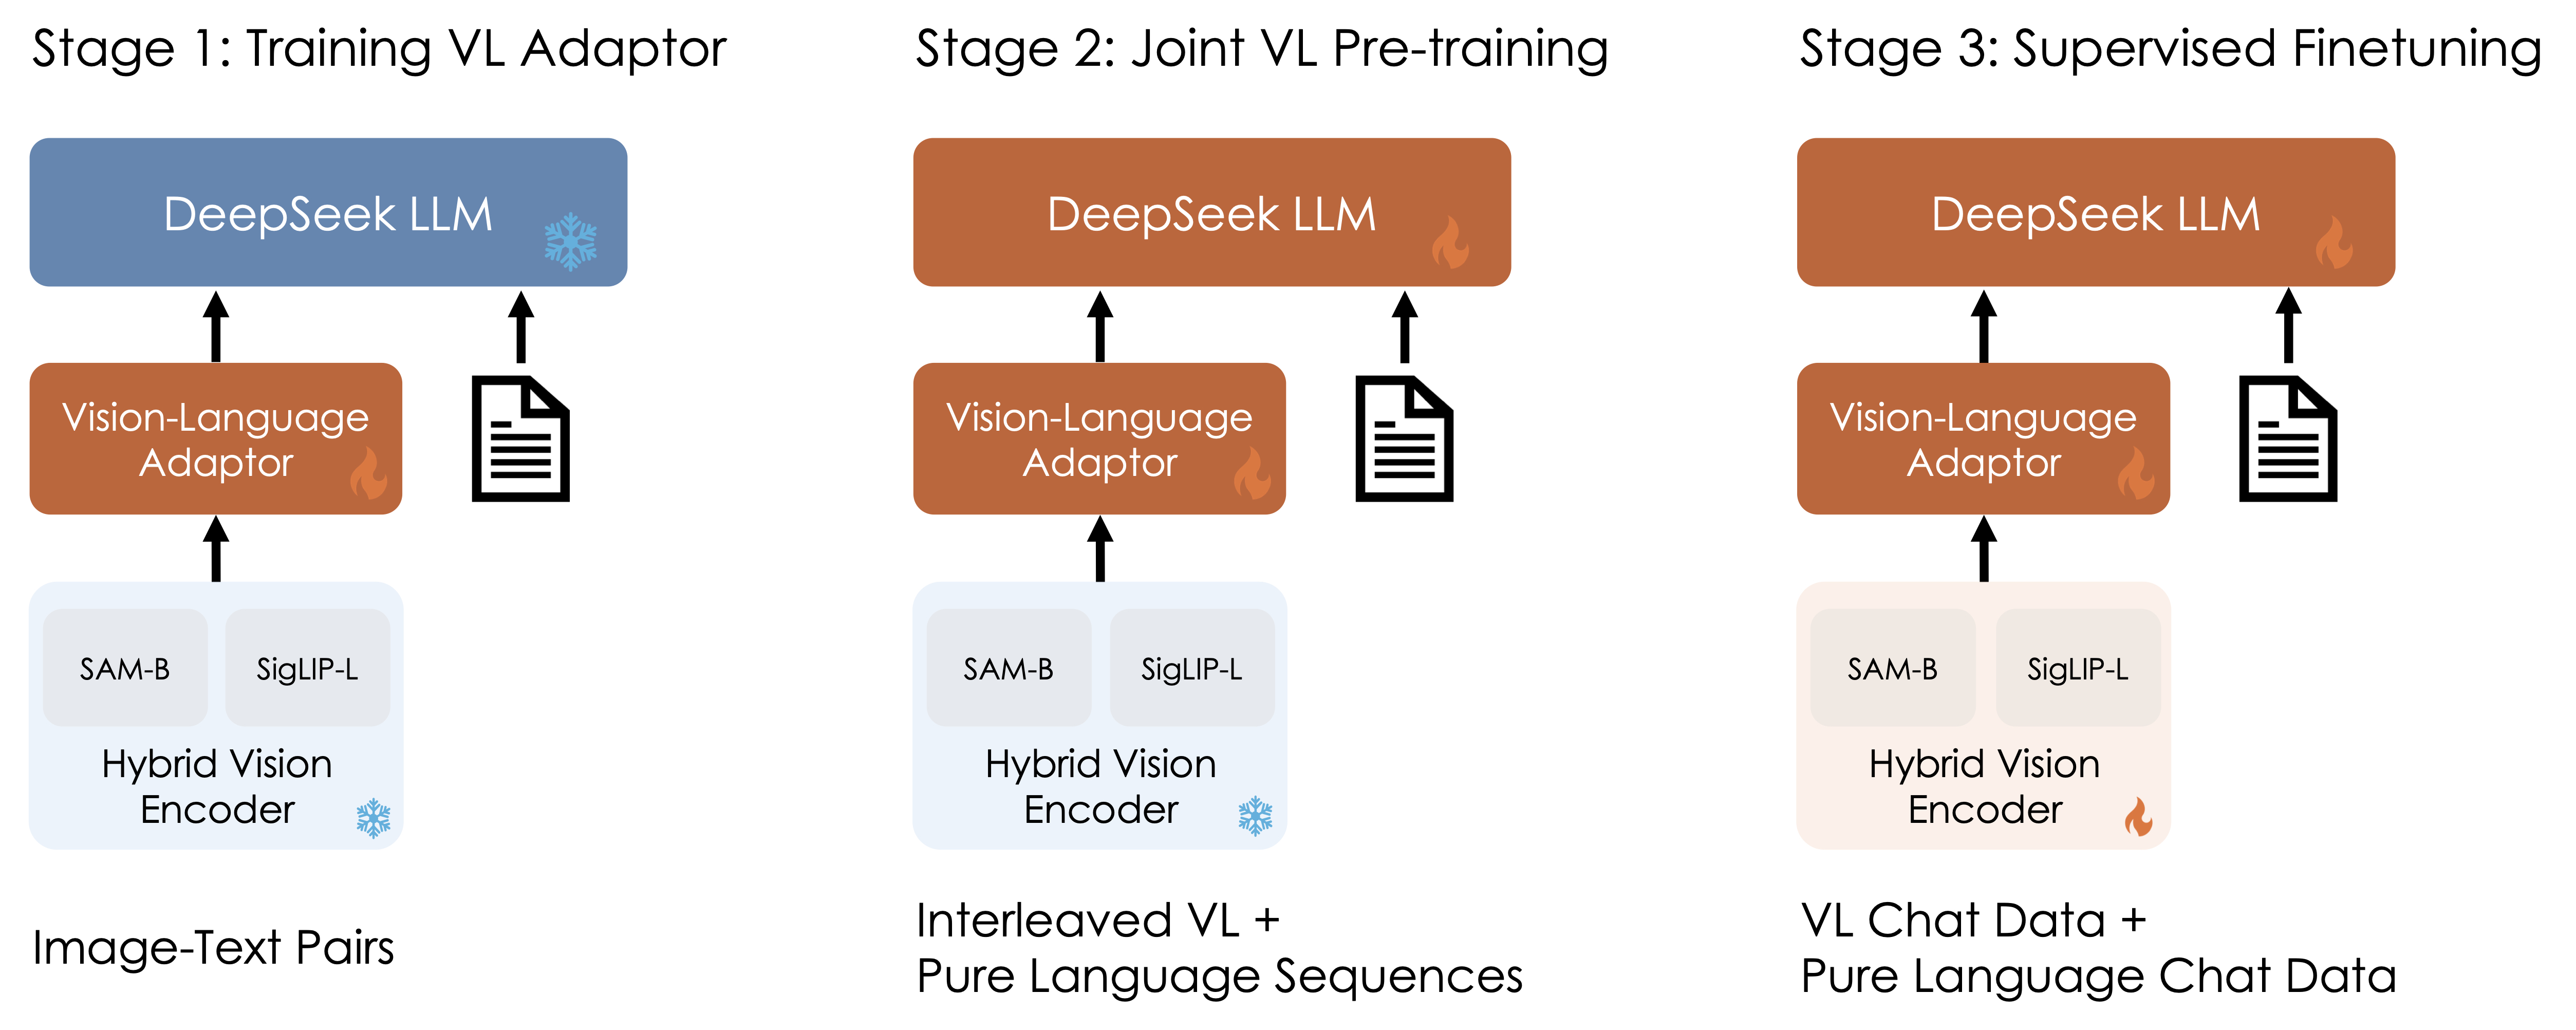 Stage 1: Training VL Adaptor
DeepSeek LLM
Vision-Language
Adaptor
SAM-B
SigLIP-L
Hybrid Vision
Encoder
Image-Text Pairs
Stage 2: Joint VL Pre-training
DeepSeek LLM
Vision-Language
Adaptor
SAM-B
SigLIP-L
Hybrid Vision
Encoder
Interleaved VL +
Pure Language Sequences
Stage 3: Supervised Finetuning
DeepSeek LLM
Vision-Language
Adaptor
SAM-B
SigLIP-L
Hybrid Vision
Encoder
VL Chat Data +
Pure Language Chat Data